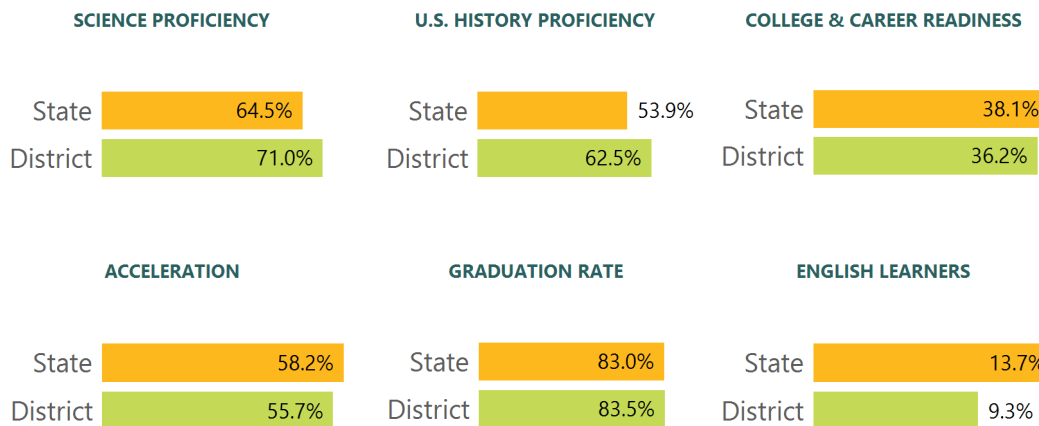 SCIENCE PROFICIENCY
State 64.5%
District 71.0%
U.S. HISTORY PROFICIENCY
State 53.9%
District 62.5%
COLLEGE & CAREER READINESS
State 38.1%
District 36.2%
ACCELERATION
State 58.2%
District 55.7%
GRADUATION RATE
State 83.0%
District 83.5%
ENGLISH LEARNERS
State 13.7%
District 9.3%